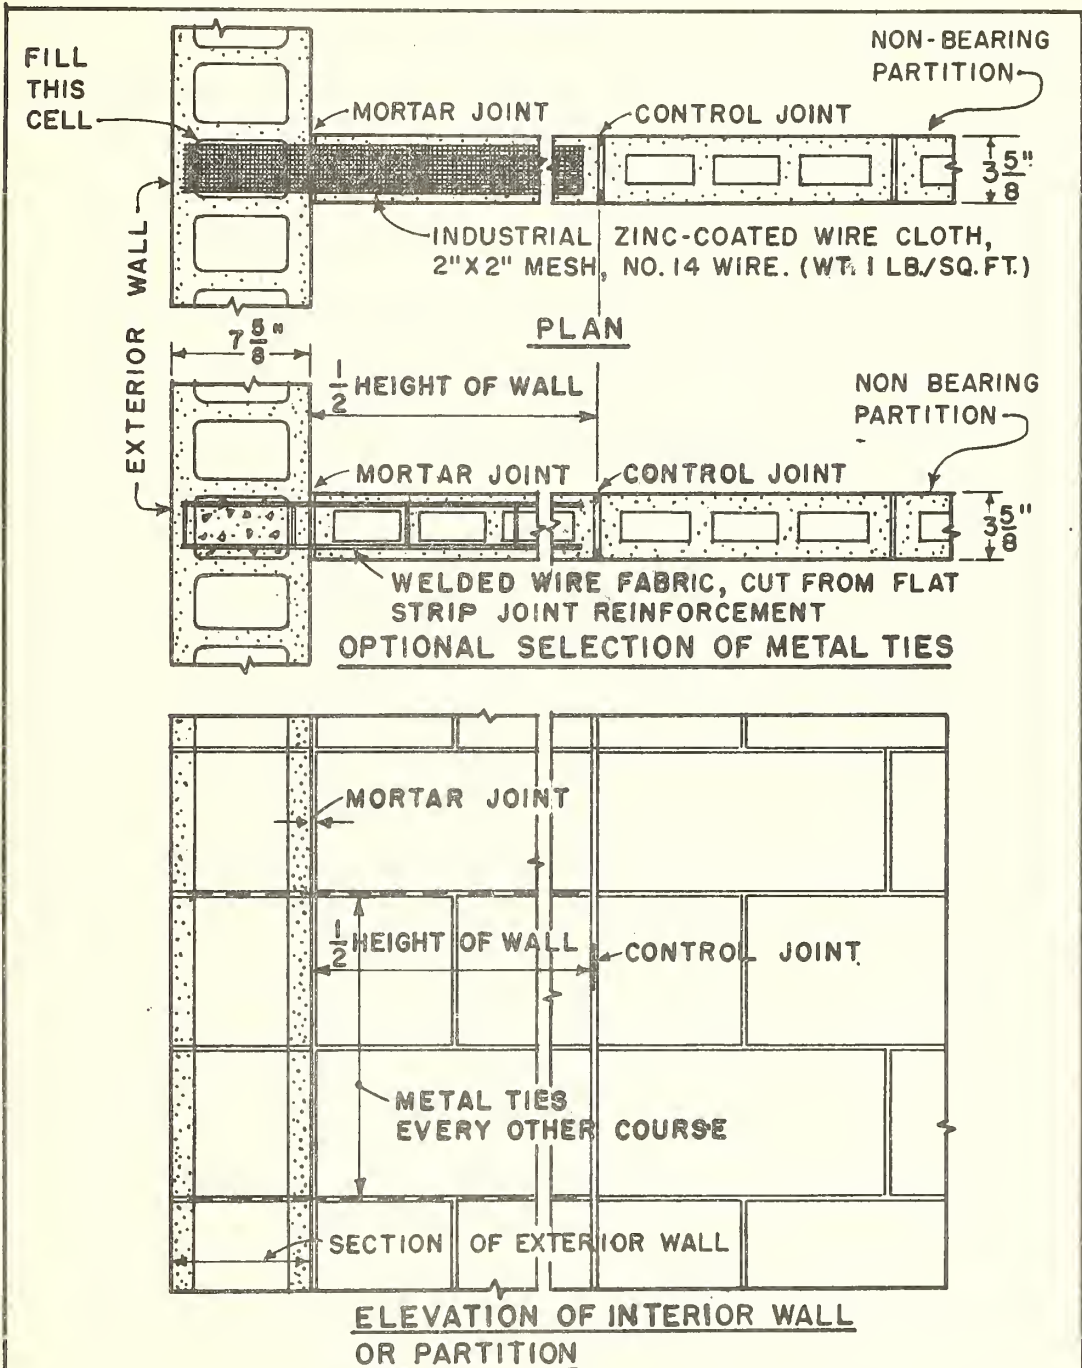 FILL
THIS
CELL
MORTAR JOINT
CONTROL JOINT
NON-BEARING
PARTITION
3 5/8"
INDUSTRIAL ZINC-COATED WIRE CLOTH,
2"X2" MESH, NO. 14 WIRE. (WT. 1 LB./SQ.FT.)
EXTERIOR WALL
PLAN
7 5/8"
1/2 HEIGHT OF WALL
NON BEARING
PARTITION
MORTAR JOINT
CONTROL JOINT
3 5/8"
WELDED WIRE FABRIC, CUT FROM FLAT
STRIP JOINT REINFORCEMENT
OPTIONAL SELECTION OF METAL TIES
MORTAR JOINT
1/2 HEIGHT OF WALL
CONTROL JOINT
METAL TIES
EVERY OTHER COURSE
SECTION OF EXTERIOR WALL
ELEVATION OF INTERIOR WALL
OR PARTITION